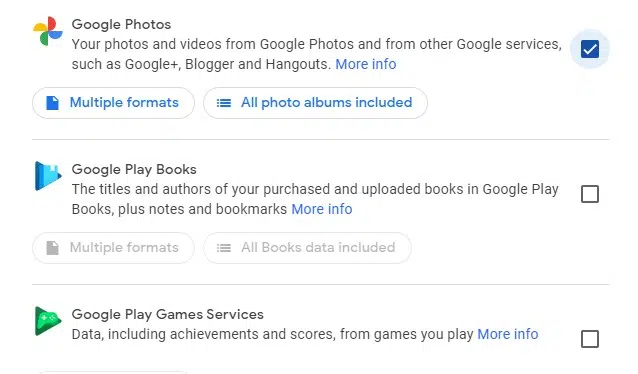 Google Photos
Your photos and videos from Google Photos and from other Google services,
such as Google+, Blogger and Hangouts. More info
Multiple formats
All photo albums included
Google Play Books
The titles and authors of your purchased and uploaded books in Google Play
Books, plus notes and bookmarks More info
Multiple formats
All Books data included
Google Play Games Services
Data, including achievements and scores, from games you play More info